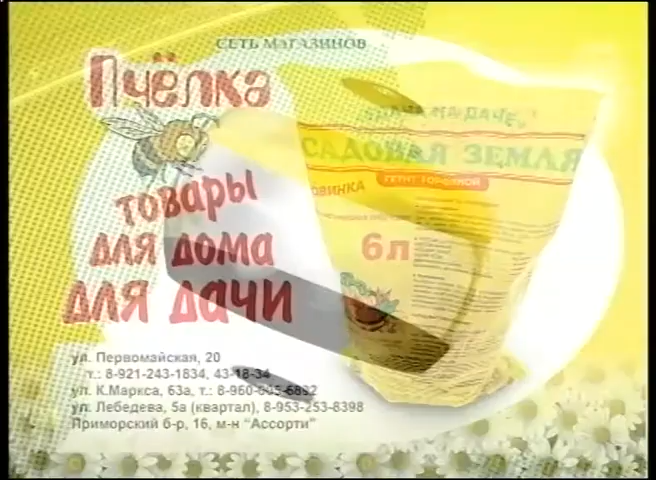 СЕТЬ МАГАЗИНОВ
Пчёлка
товары
для дома
для дачи
САДОВАЯ ЗЕМЛЯ
НОВИНКА
6л
ул. Первомайская, 20
т.: 8-921-243-1834, 43-18-34
ул. К.Маркса, 63а, т.: 8-960-005-6892
ул. Лебедева, 5а (квартал), 8-953-253-8398
Приморский б-р, 16, м-н "Ассорти"